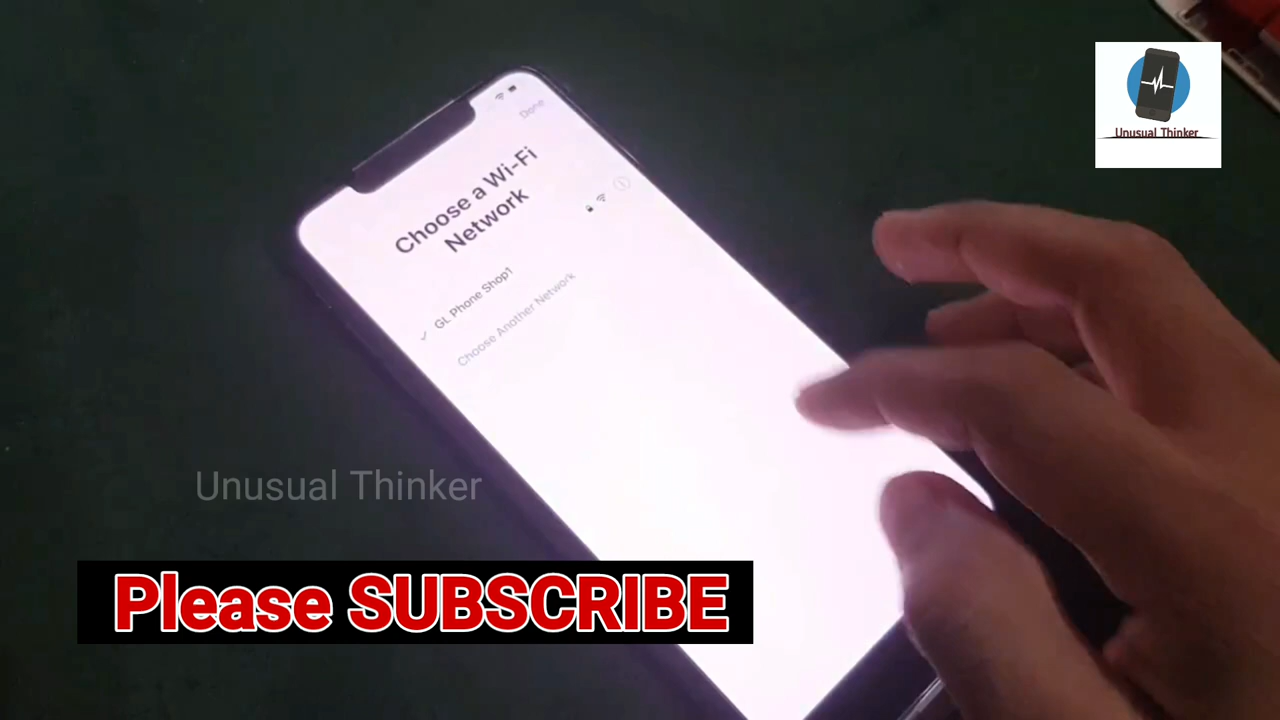 Done
Choose a Wi-Fi
Network
GL Phone Shop1
Choose Another Network
Unusual Thinker
Unusual Thinker
Please SUBSCRIBE